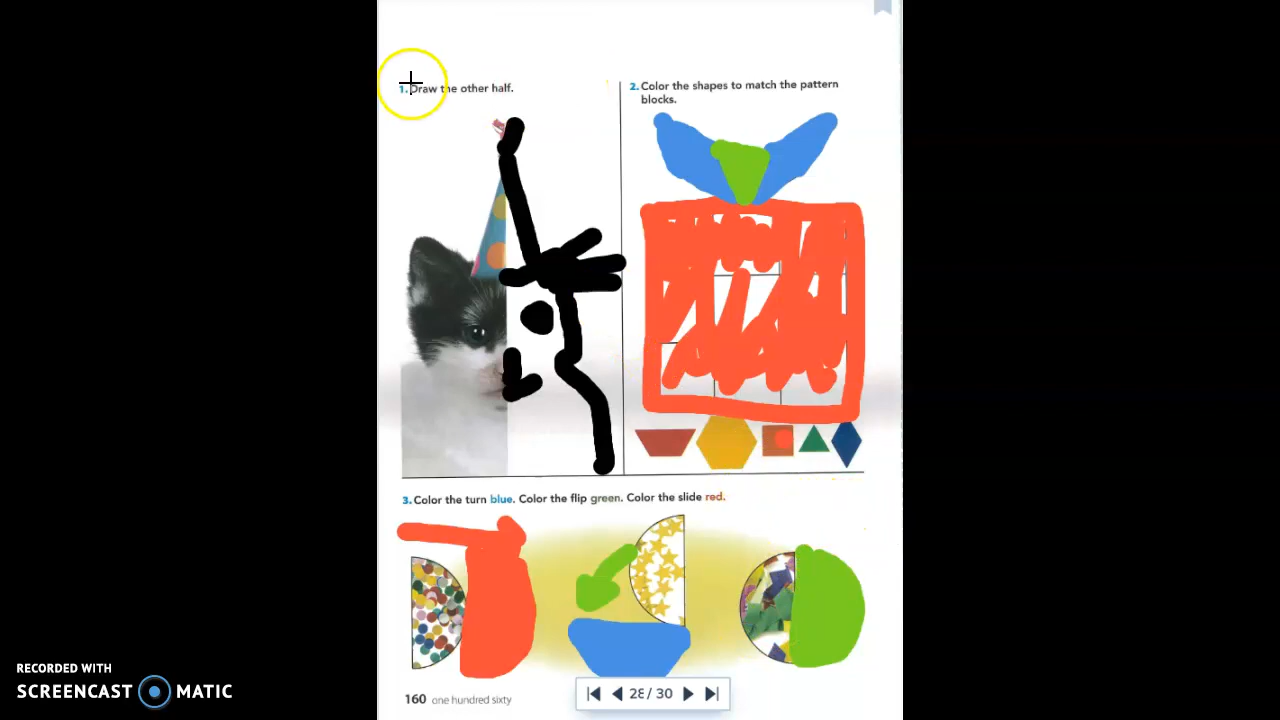 1. Draw the other half.
2. Color the shapes to match the pattern
blocks.
3. Color the turn blue. Color the flip green. Color the slide red.
160 one hundred sixty
28 / 30
RECORDED WITH
SCREENCAST MATIC